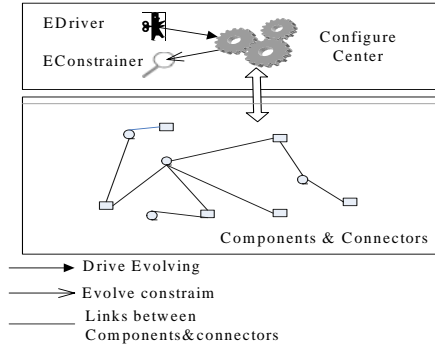 EDriver
EConstrainer
Configure
Center
Components & Connectors
Drive Evolving
Evolve constraim
Links between
Components&connectors